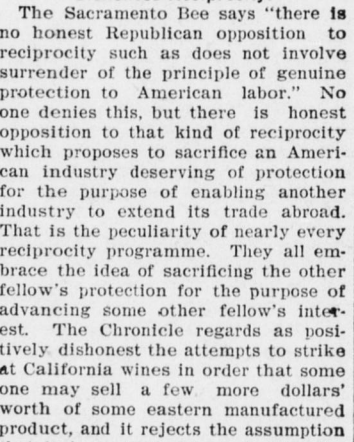 The Sacramento Bee says "there is
no honest Republican opposition to
reciprocity such as does not involve
surrender of the principle of genuine
protection to American labor." No
one denies this, but there is honest
opposition to that kind of reciprocity
which proposes to sacrifice an Ameri-
can industry deserving of protection
for the purpose of enabling another
industry to extend its trade abroad.
That is the peculiarity of nearly every
reciprocity programme. They all em-
brace the idea of sacrificing the other
fellow's protection for the purpose of
advancing some other fellow's inter-
est. The Chronicle regards as posi-
tively dishonest the attempts to strike
at California wines in order that some
one may sell a few more dollars'
worth of some eastern manufactured
product, and it rejects the assumption